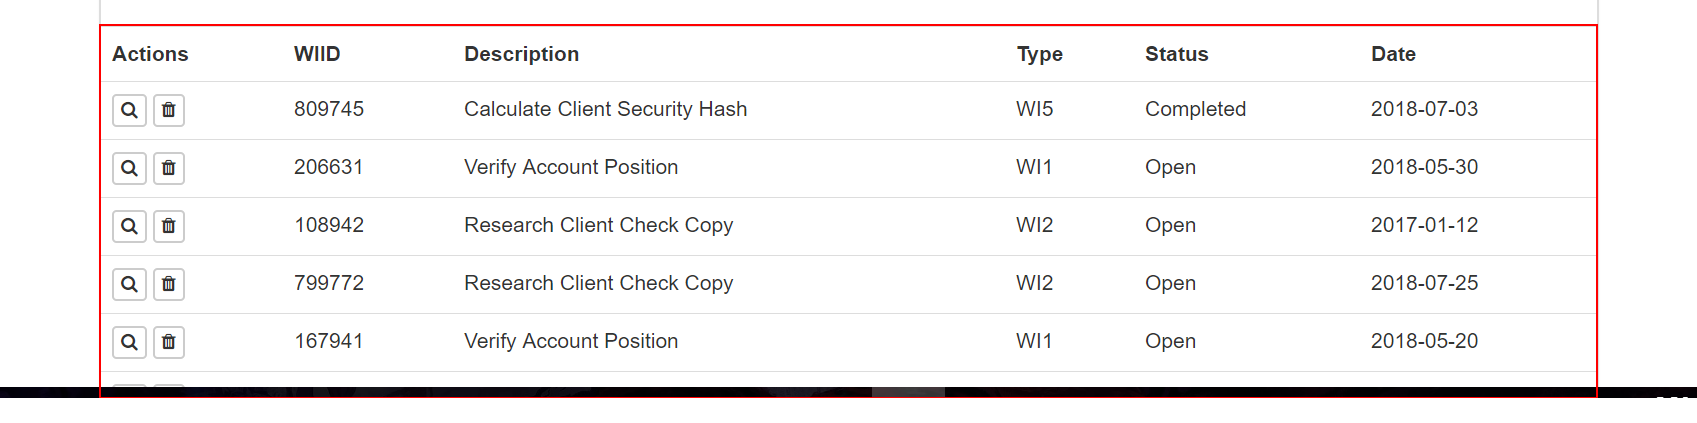 Actions WIID Description Type Status Date
809745 Calculate Client Security Hash WI5 Completed 2018-07-03
206631 Verify Account Position WI1 Open 2018-05-30
108942 Research Client Check Copy WI2 Open 2017-01-12
799772 Research Client Check Copy WI2 Open 2018-07-25
167941 Verify Account Position WI1 Open 2018-05-20